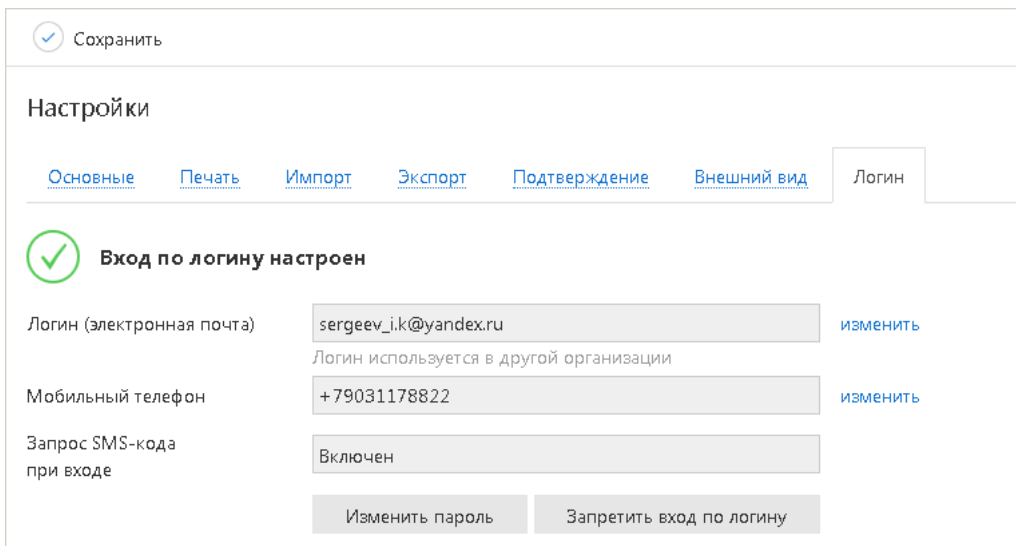 Сохранить
Настройки
Основные Печать Импорт Экспорт Подтверждение Внешний вид Логин
Вход по логину настроен
Логин (электронная почта) sergeev_i.k@yandex.ru изменить
Логин используется в другой организации
Мобильный телефон +79031178822 изменить
Запрос SMS-кода
при входе Включен
Изменить пароль Запретить вход по логину